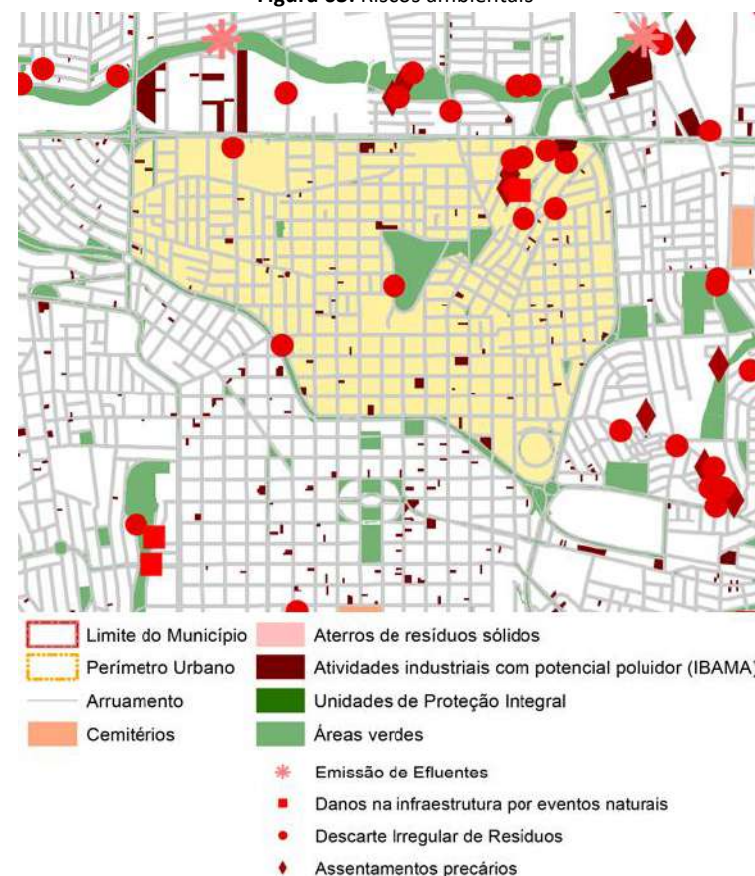 Figura 65. Riscos ambientais
Limite do Município
Perímetro Urbano
Arruamento
Cemitérios
Aterros de resíduos sólidos
Atividades industriais com potencial poluidor (IBAMA)
Unidades de Proteção Integral
Áreas verdes
Emissão de Efluentes
Danos na infraestrutura por eventos naturais
Descarte Irregular de Resíduos
Assentamentos precários